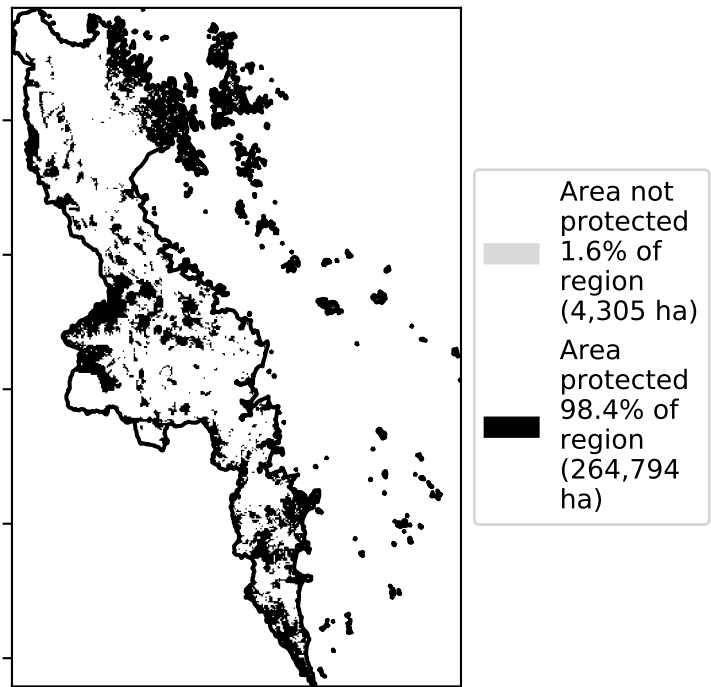 Area not
protected
1.6% of
region
(4,305 ha)
Area
protected
98.4% of
region
(264,794
ha)